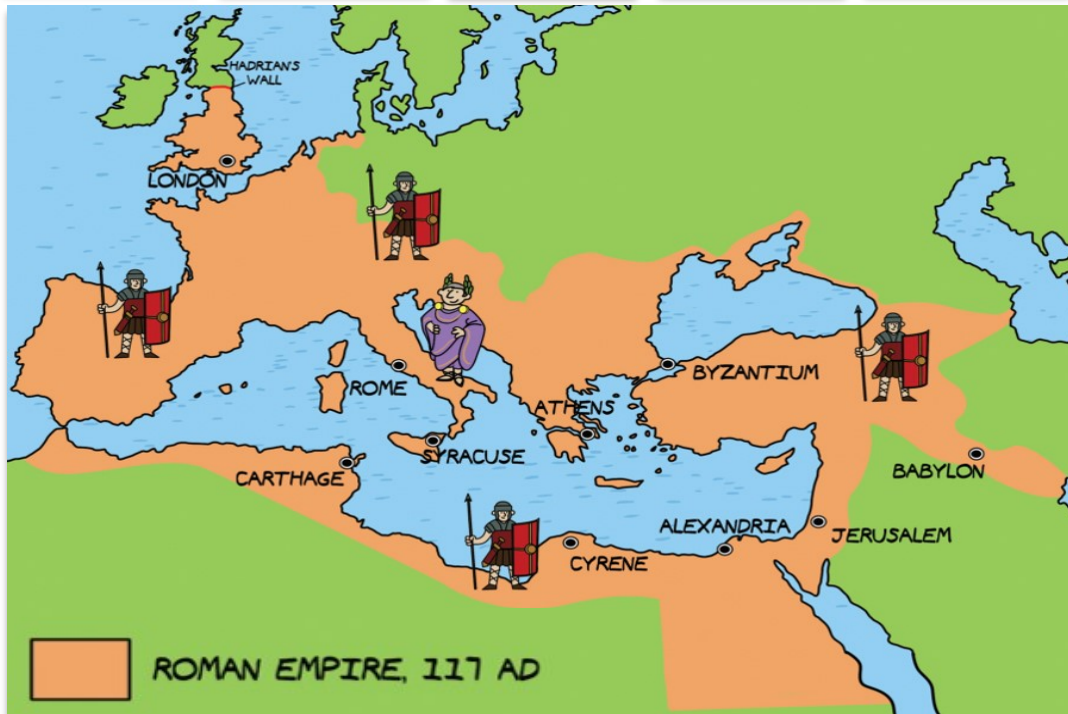 HADRIAN'S
WALL
LONDON
ROME
BYZANTIUM
ATHENS
SYRACUSE
CARTHAGE
BABYLON
ALEXANDRIA
JERUSALEM
CYRENE
ROMAN EMPIRE, 117 AD